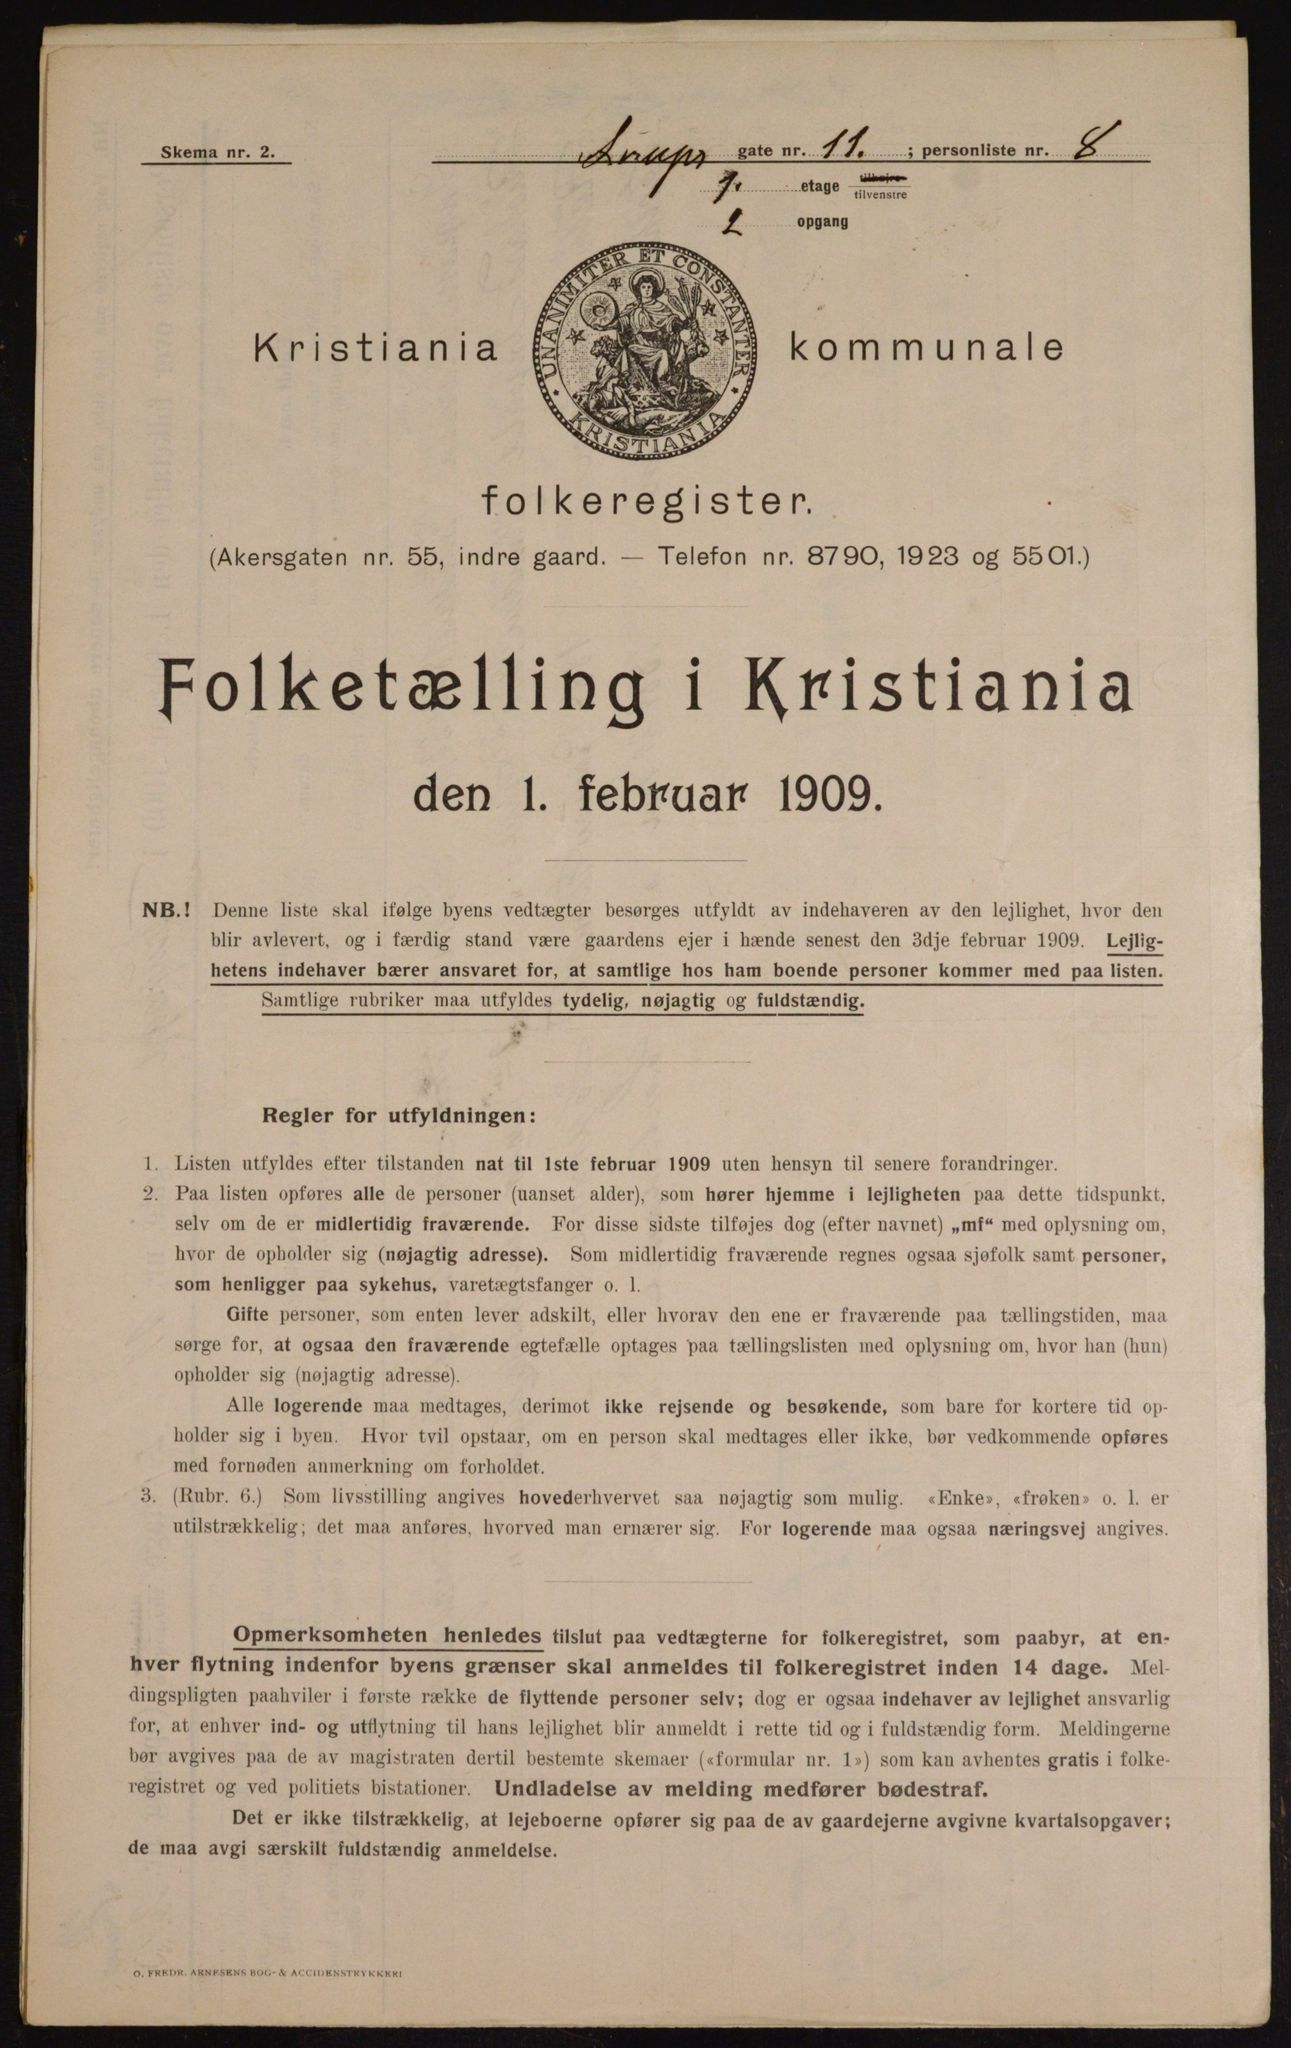 Skema nr. 2.
gate nr. 11. ; personliste nr. 8
1. etage tilhøjre
tilvenstre
2 opgang
UNANIMITER ET CONSTANTER
KRISTIANIA
Kristiania kommunale
folkeregister.
(Akersgaten nr. 55, indre gaard. — Telefon nr. 8790, 1923 og 5501.)
Folketælling i Kristiania
den 1. februar 1909.
NB.! Denne liste skal ifølge byens vedtægter besørges utfyldt av indehaveren av den lejlighet, hvor den
blir avlevert, og i færdig stand være gaardens ejer i hænde senest den 3dje februar 1909. Lejlig-
hetens indehaver bærer ansvaret for, at samtlige hos ham boende personer kommer med paa listen.
Samtlige rubriker maa utfyldes tydelig, nøjagtig og fuldstændig.
Regler for utfyldningen:
1. Listen utfyldes efter tilstanden nat til 1ste februar 1909 uten hensyn til senere forandringer.
2. Paa listen opføres alle de personer (uanset alder), som hører hjemme i lejligheten paa dette tidspunkt,
selv om de er midlertidig fraværende. For disse sidste tilføjes dog (efter navnet) „mf“ med oplysning om,
hvor de opholder sig (nøjagtig adresse). Som midlertidig fraværende regnes ogsaa sjøfolk samt personer,
som henligger paa sykehus, varetægtsfanger o. l.
Gifte personer, som enten lever adskilt, eller hvorav den ene er fraværende paa tællingstiden, maa
sørge for, at ogsaa den fraværende egtefælle optages paa tællingslisten med oplysning om, hvor han (hun)
opholder sig (nøjagtig adresse).
Alle logerende maa medtages, derimot ikke rejsende og besøkende, som bare for kortere tid op-
holder sig i byen. Hvor tvil opstaar, om en person skal medtages eller ikke, bør vedkommende opføres
med fornøden anmerkning om forholdet.
3. (Rubr. 6.) Som livsstilling angives hovederhvervet saa nøjagtig som mulig. «Enke», «frøken» o. l. er
utilstrækkelig; det maa anføres, hvorved man ernærer sig. For logerende maa ogsaa næringsvej angives.
Opmerksomheten henledes tilslut paa vedtægterne for folkeregistret, som paabyr, at en-
hver flytning indenfor byens grænser skal anmeldes til folkeregistret inden 14 dage. Mel-
dingspligten paahviler i første række de flyttende personer selv; dog er ogsaa indehaver av lejlighet ansvarlig
for, at enhver ind- og utflytning til hans lejlighet blir anmeldt i rette tid og i fuldstændig form. Meldingerne
bør avgives paa de av magistraten dertil bestemte skemaer («formular nr. 1») som kan avhentes gratis i folke-
registret og ved politiets bistationer. Undladelse av melding medfører bødestraf.
Det er ikke tilstrækkelig, at lejeboerne opfører sig paa de av gaardejerne avgivne kvartalsopgaver;
de maa avgi særskilt fuldstændig anmeldelse.
O. FREDR. ARNESENS BOG- & ACCIDENSTRYKKERI